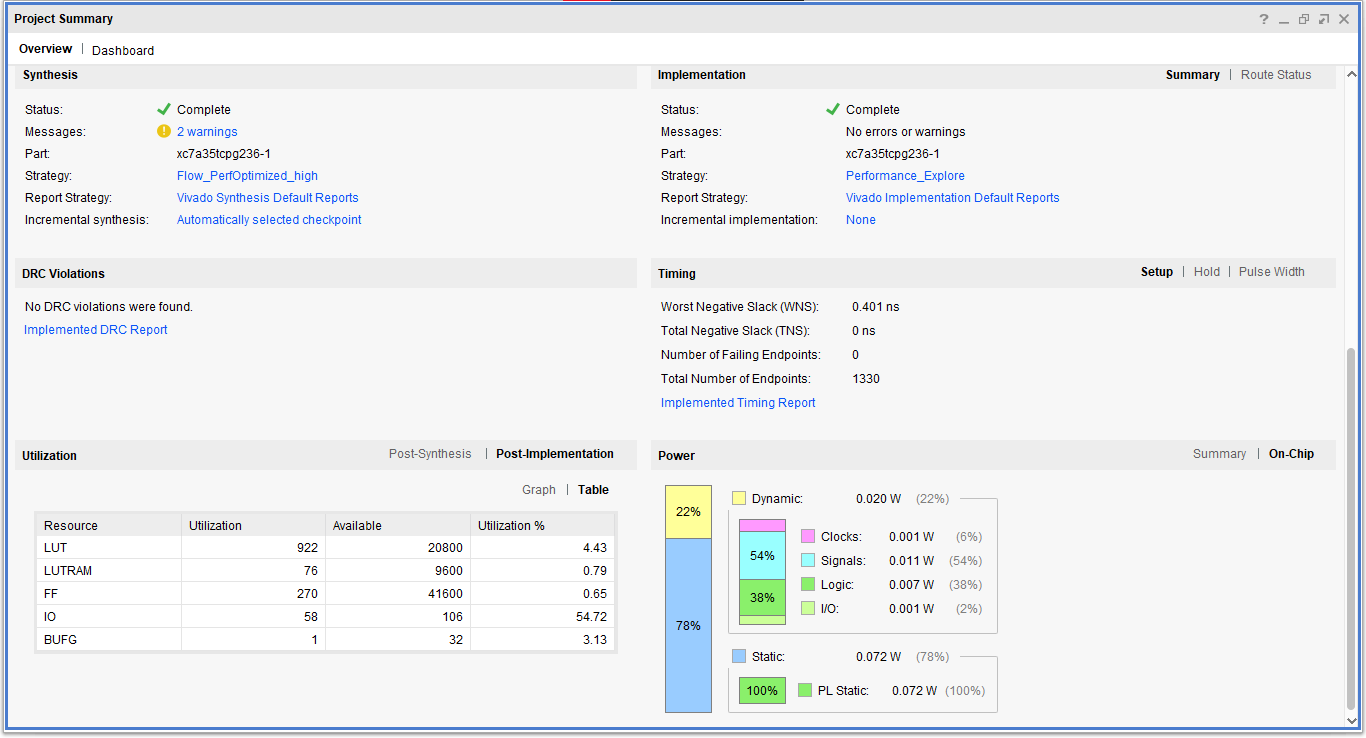 Project Summary
?
Overview | Dashboard
Synthesis
Status: Complete
Messages: 2 warnings
Part: xc7a35tcpg236-1
Strategy: Flow_PerfOptimized_high
Report Strategy: Vivado Synthesis Default Reports
Incremental synthesis: Automatically selected checkpoint
Implementation Summary | Route Status
Status: Complete
Messages: No errors or warnings
Part: xc7a35tcpg236-1
Strategy: Performance_Explore
Report Strategy: Vivado Implementation Default Reports
Incremental implementation: None
DRC Violations
No DRC violations were found.
Implemented DRC Report
Timing Setup | Hold | Pulse Width
Worst Negative Slack (WNS): 0.401 ns
Total Negative Slack (TNS): 0 ns
Number of Failing Endpoints: 0
Total Number of Endpoints: 1330
Implemented Timing Report
Utilization Post-Synthesis | Post-Implementation
Graph | Table
Resource Utilization Available Utilization %
LUT 922 20800 4.43
LUTRAM 76 9600 0.79
FF 270 41600 0.65
IO 58 106 54.72
BUFG 1 32 3.13
Power Summary | On-Chip
22%
78%
Dynamic: 0.020 W (22%)
54%
38%
Clocks: 0.001 W (6%)
Signals: 0.011 W (54%)
Logic: 0.007 W (38%)
I/O: 0.001 W (2%)
Static: 0.072 W (78%)
100% PL Static: 0.072 W (100%)